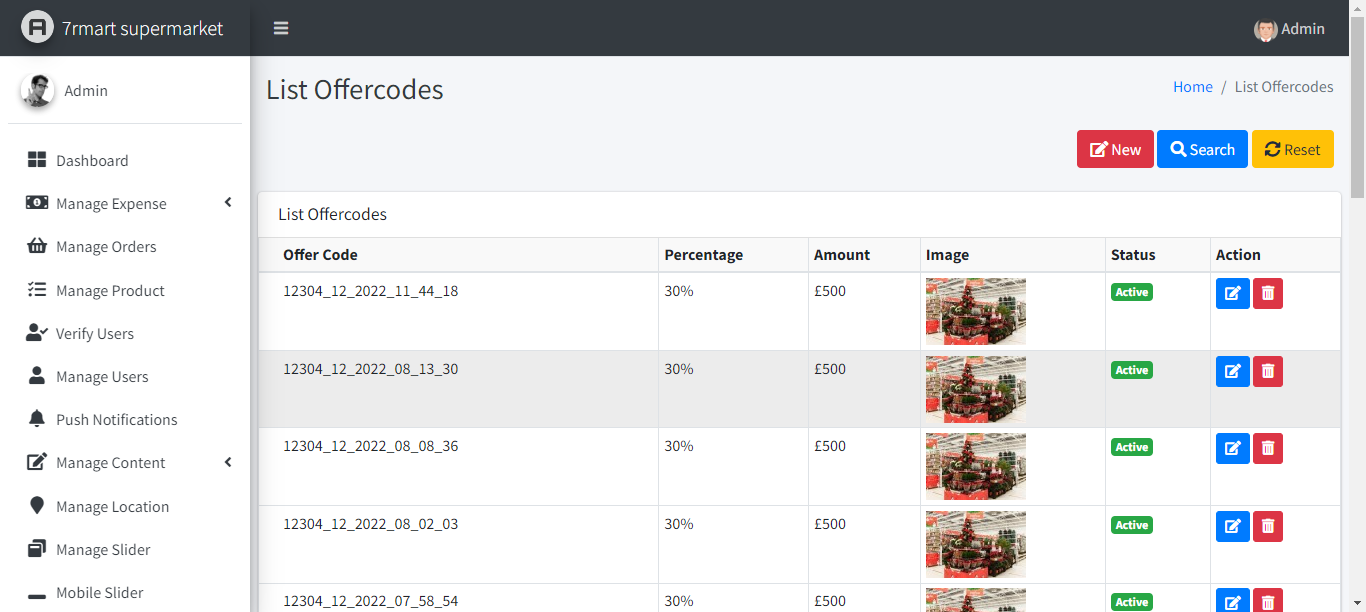 7rmart supermarket
Admin
Admin
List Offercodes
Home / List Offercodes
Dashboard
Manage Expense
Manage Orders
Manage Product
Verify Users
Manage Users
Push Notifications
Manage Content
Manage Location
Manage Slider
Mobile Slider
New Search Reset
List Offercodes
Offer Code Percentage Amount Image Status Action
12304_12_2022_11_44_18 30% £500 Active
12304_12_2022_08_13_30 30% £500 Active
12304_12_2022_08_08_36 30% £500 Active
12304_12_2022_08_02_03 30% £500 Active
12304_12_2022_07_58_54 30% £500 Active